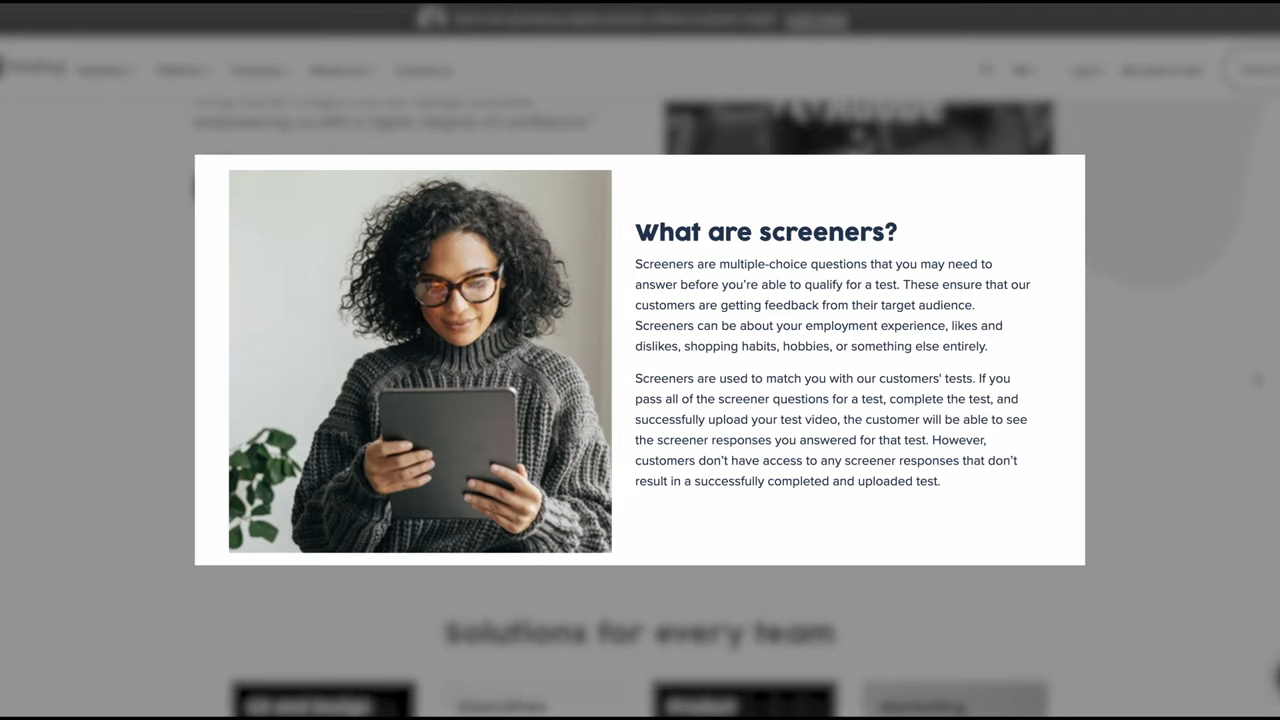 What are screeners?
Screeners are multiple-choice questions that you may need to
answer before you’re able to qualify for a test. These ensure that our
customers are getting feedback from their target audience.
Screeners can be about your employment experience, likes and
dislikes, shopping habits, hobbies, or something else entirely.
Screeners are used to match you with our customers' tests. If you
pass all of the screener questions for a test, complete the test, and
successfully upload your test video, the customer will be able to see
the screener responses you answered for that test. However,
customers don’t have access to any screener responses that don’t
result in a successfully completed and uploaded test.
Solutions for every team